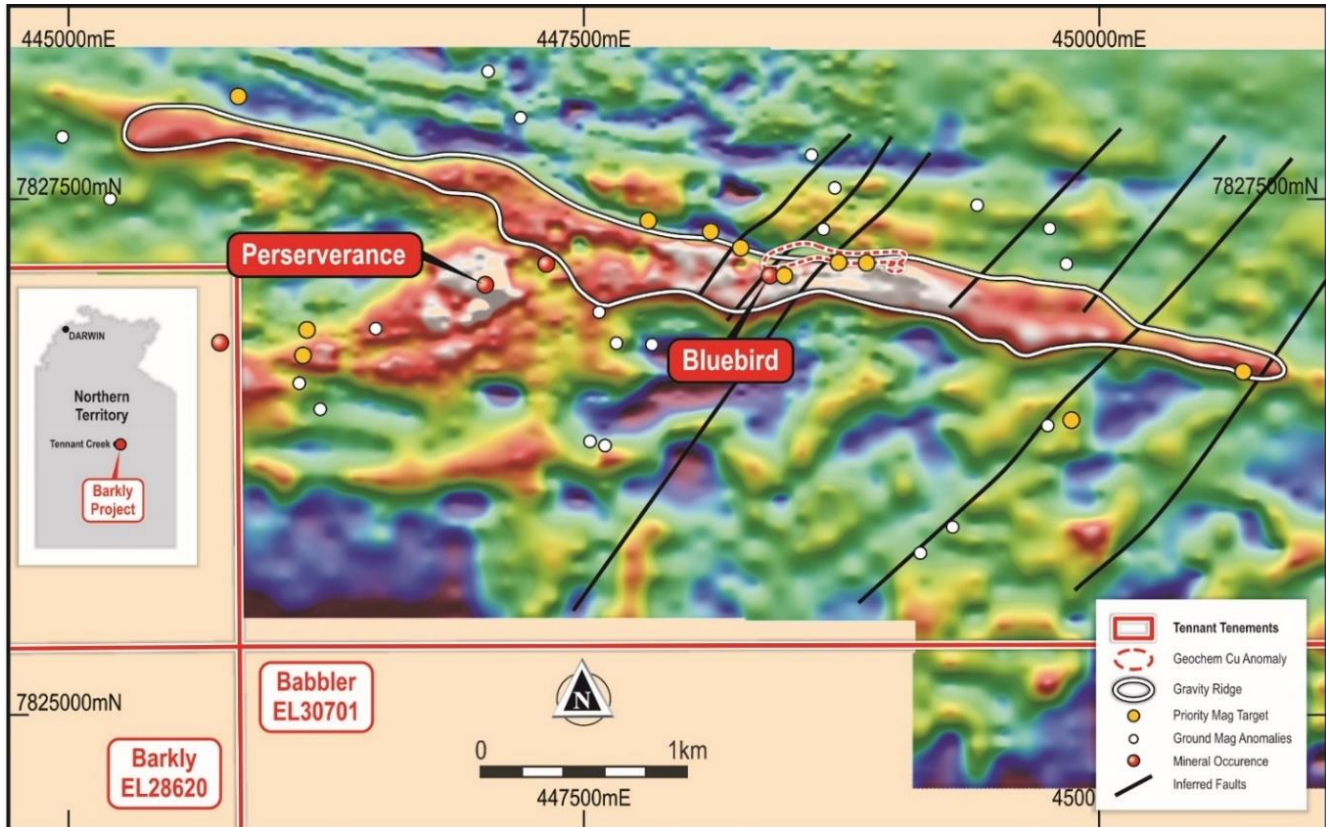 445000mE
447500mE
450000mE
7827500mN
7827500mN
Perserverance
Bluebird
DARWIN
Northern
Territory
Tennant Creek
Barkly
Project
Tennant Tenements
Geochem Cu Anomaly
Gravity Ridge
Priority Mag Target
Ground Mag Anomalies
Mineral Occurence
Inferred Faults
7825000mN
Babbler
EL30701
N
Barkly
EL28620
0
1km
447500mE
4500